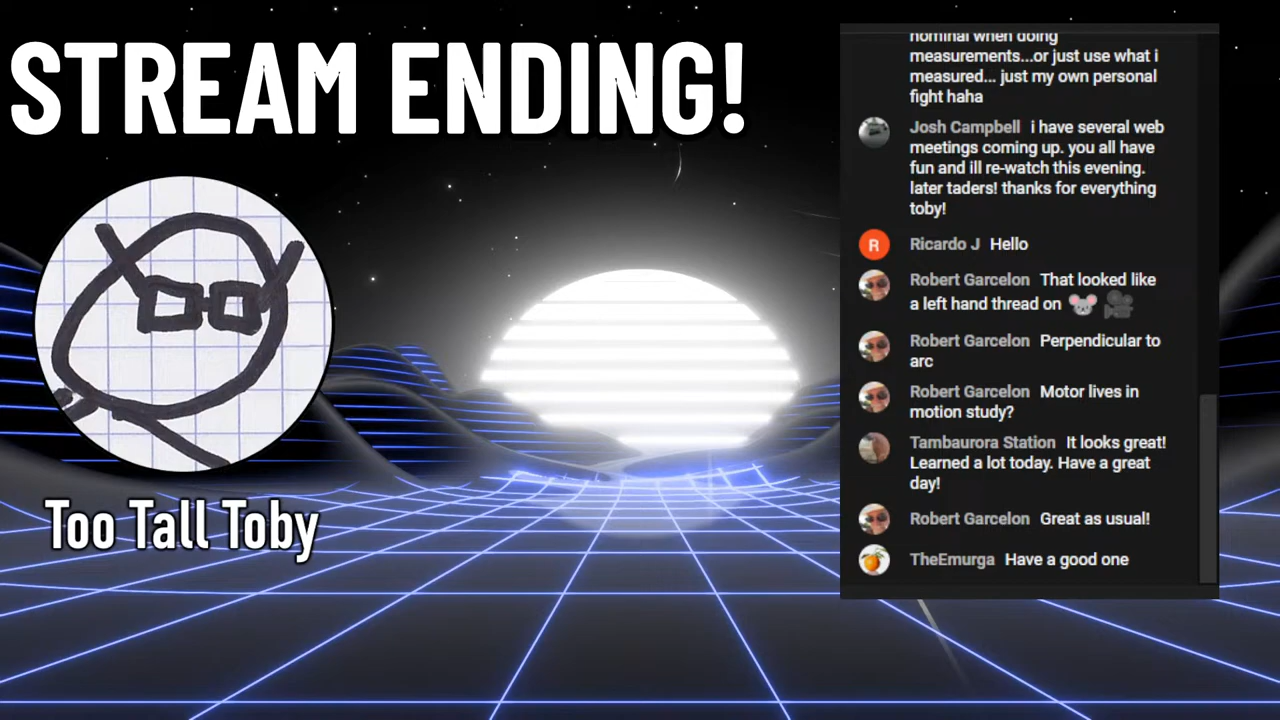 STREAM ENDING!
Too Tall Toby
nominal when doing
measurements...or just use what i
measured... just my own personal
fight haha
Josh Campbell i have several web
meetings coming up. you all have
fun and ill re-watch this evening.
later taders! thanks for everything
toby!
R
Ricardo J Hello
Robert Garcelon That looked like
a left hand thread on 🐭 🎥
Robert Garcelon Perpendicular to
arc
Robert Garcelon Motor lives in
motion study?
Tambaurora Station It looks great!
Learned a lot today. Have a great
day!
Robert Garcelon Great as usual!
TheEmurga Have a good one